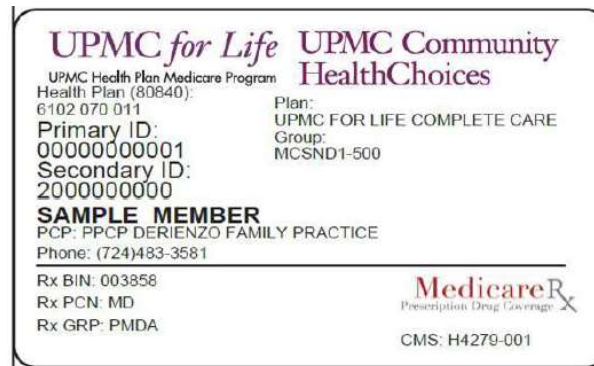 UPMC for Life UPMC Community
HealthChoices
UPMC Health Plan Medicare Program
Health Plan (80840):
6102 070 011
Primary ID:
00000000001
Secondary ID:
2000000000
Plan:
UPMC FOR LIFE COMPLETE CARE
Group:
MCSND1-500
SAMPLE MEMBER
PCP: PPCP DERIENZO FAMILY PRACTICE
Phone: (724)483-3581
Rx BIN: 003858
Rx PCN: MD
Rx GRP: PMDA
MedicareRx
Prescription Drug Coverage
CMS: H4279-001